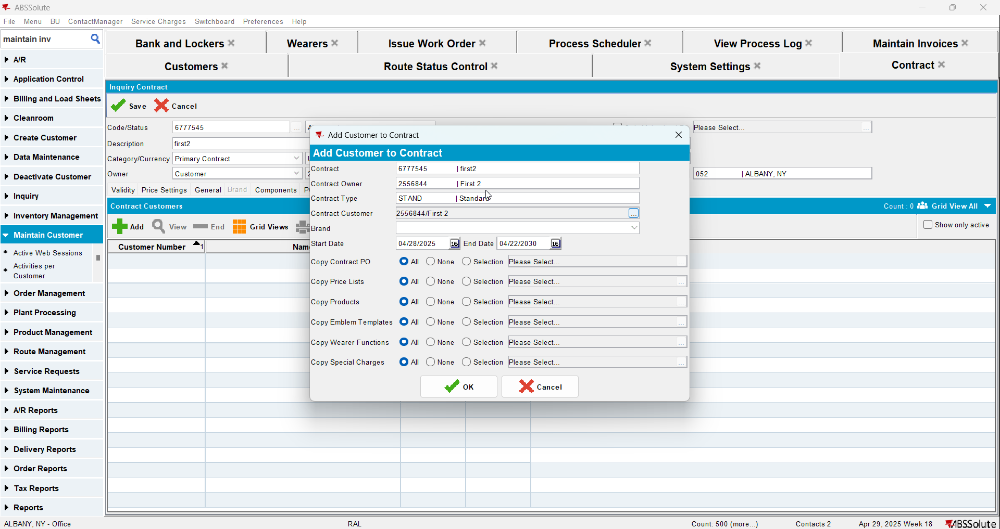 ABSSolute
File Menu BU ContactManager Service Charges Switchboard Preferences Help
maintain inv
Bank and Lockers
Wearers
Issue Work Order
Process Scheduler
View Process Log
Maintain Invoices
Customers
Route Status Control
System Settings
Contract
A/R
Application Control
Billing and Load Sheets
Cleanroom
Create Customer
Data Maintenance
Deactivate Customer
Inquiry
Inventory Management
Maintain Customer
Active Web Sessions
Activities per
Customer
Order Management
Plant Processing
Product Management
Route Management
Service Requests
System Maintenance
A/R Reports
Billing Reports
Delivery Reports
Order Reports
Tax Reports
Reports
Inquiry Contract
Save Cancel
Code/Status 6777545 ... Please Select... ...
Description first2
Category/Currency Primary Contract
Owner Customer 052 | ALBANY, NY
Validity Price Settings General Brand Components
Contract Customers Count : 0 Grid View All
Add View End Grid Views Show only active
Customer Number 1
Add Customer to Contract
Add Customer to Contract
Contract 6777545 | first2
Contract Owner 2556844 | First 2
Contract Type STAND | Standard
Contract Customer 2556844/First 2 ...
Brand
Start Date 04/28/2025 16 End Date 04/22/2030 16
Copy Contract PO All None Selection Please Select... ...
Copy Price Lists All None Selection Please Select... ...
Copy Products All None Selection Please Select... ...
Copy Emblem Templates All None Selection Please Select... ...
Copy Wearer Functions All None Selection Please Select... ...
Copy Special Charges All None Selection Please Select... ...
OK Cancel
ALBANY, NY - Office RAL Count: 500 (more...) Contacts 2 Apr 29, 2025 Week 18 ABSSolute